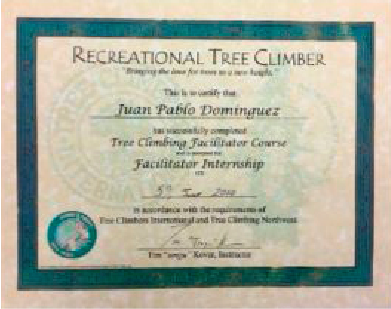 RECREATIONAL TREE CLIMBER
"Bringing the love for trees to a new height."
This is to certify that
Juan Pablo Dominguez
has successfully completed
Tree Climbing Facilitator Course
Facilitator Internship
in accordance with the requirements of
Tree Climbers International and Tree Climbing Northwest
Tim Kovar, Instructor